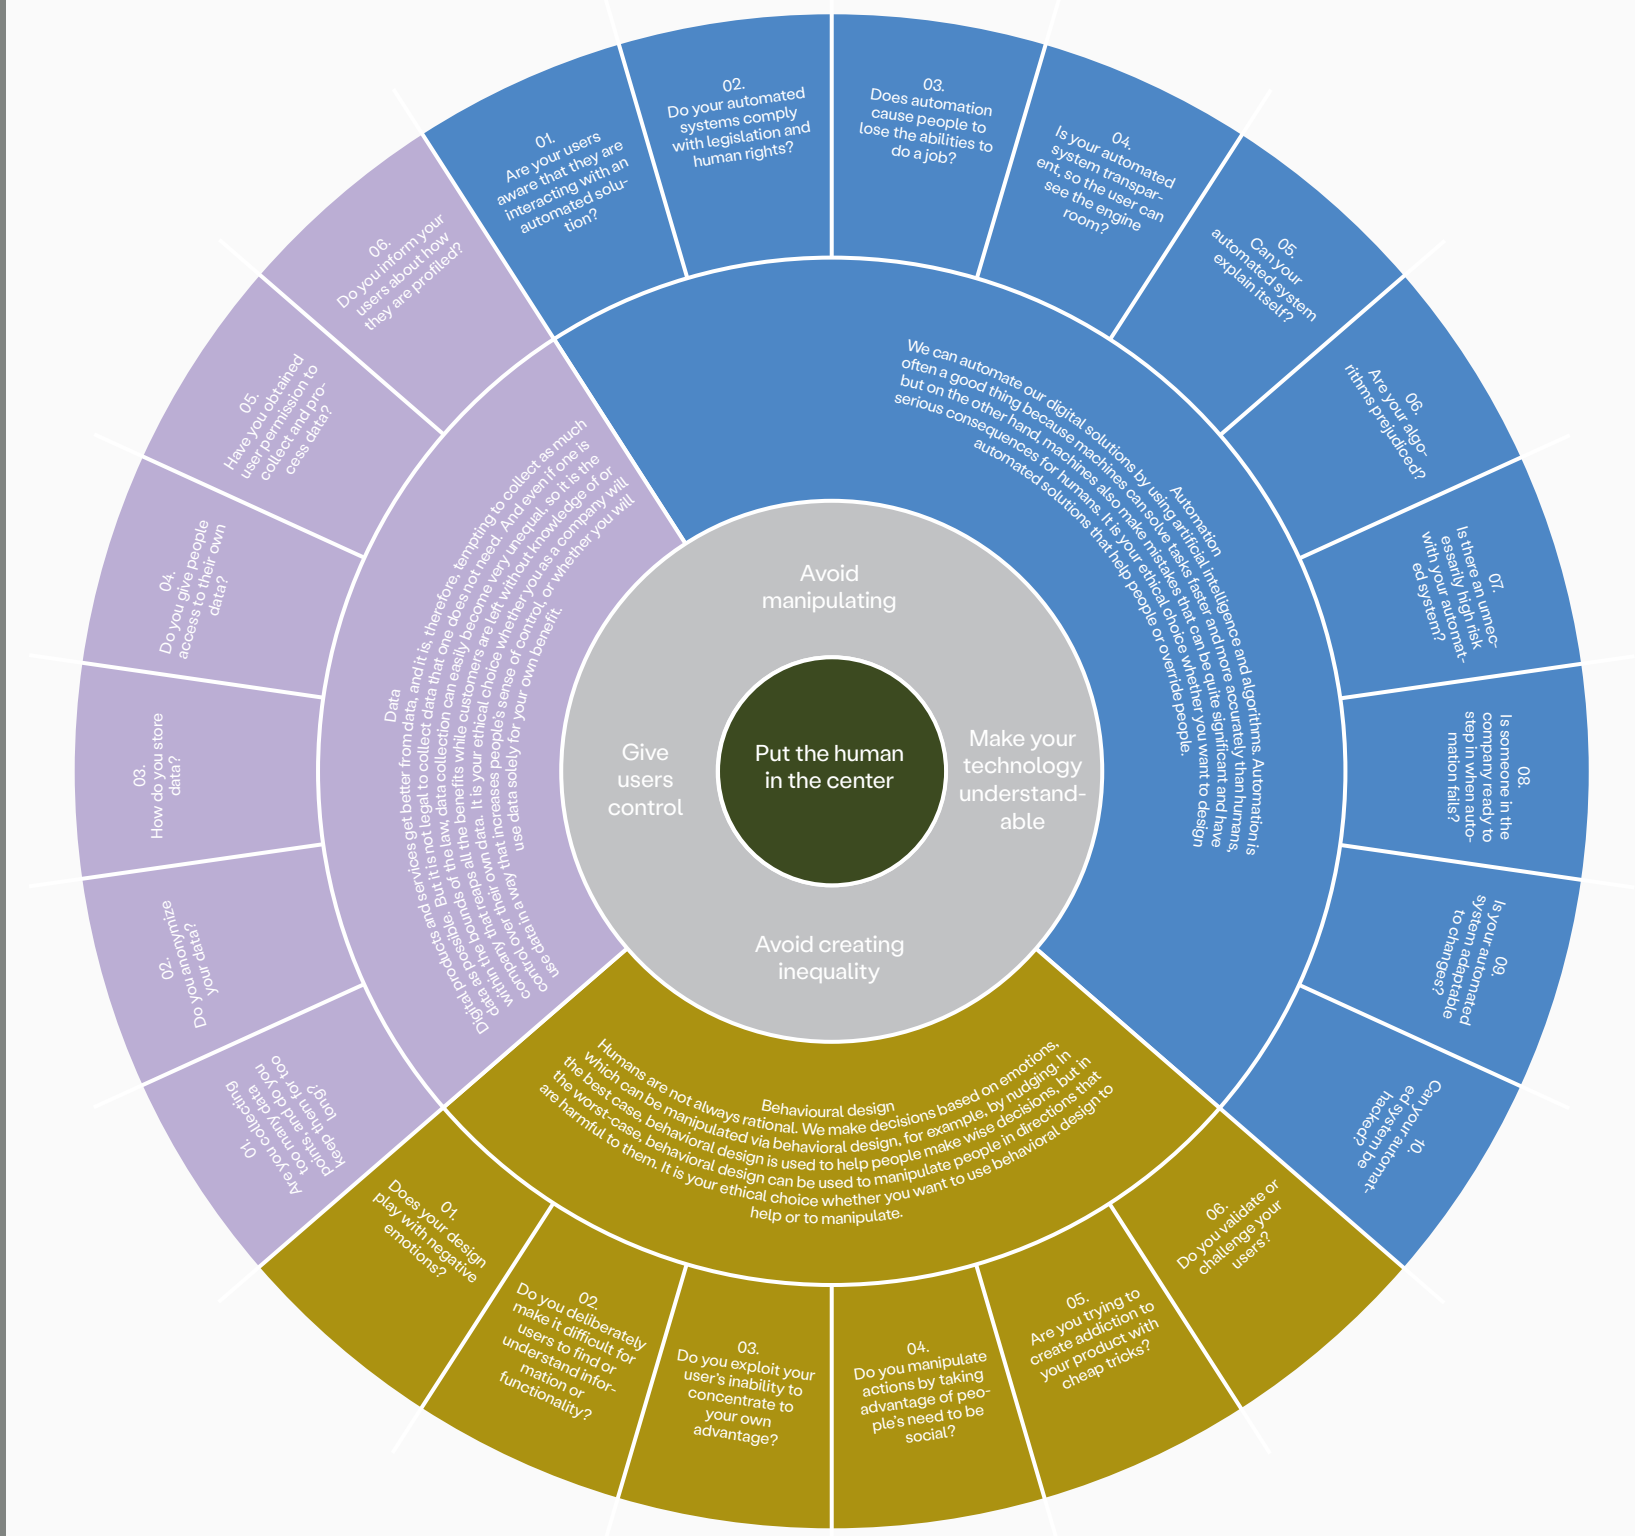 Put the human
in the center
Avoid
manipulating
Make your
technology
understand-
able
Avoid creating
inequality
Give
users
control
Automation
We can automate our digital solutions by using artificial intelligence and algorithms. Automation is
often a good thing because machines can solve tasks faster and more accurately than humans,
but on the other hand, machines also make mistakes that can be quite significant and have
serious consequences for humans. It is your ethical choice whether you want to design
automated solutions that help people or override people.
01.
Are your users
aware that they are
interacting with an
automated solu-
tion?
02.
Do your automated
systems comply
with legislation and
human rights?
03.
Does automation
cause people to
lose the abilities to
do a job?
04.
Is your automated
system transpar-
ent, so the user can
see the engine
room?
05.
Can your
automated system
explain itself?
06.
Are your algo-
rithms prejudiced?
07.
Is there an unnec-
essarily high risk
with your automat-
ed system?
08.
Is someone in the
company ready to
step in when auto-
mation fails?
09.
Is your automated
system adaptable
to changes?
10.
Can your automat-
ed system be
hacked?
Behavioural design
Humans are not always rational. We make decisions based on emotions,
which can be manipulated via behavioral design, for example, by nudging. In
the best case, behavioral design is used to help people make wise decisions, but in
the worst-case, behavioral design can be used to manipulate people in directions that
are harmful to them. It is your ethical choice whether you want to use behavioral design to
help or to manipulate.
01.
Does your design
play with negative
emotions?
02.
Do you deliberately
make it difficult for
users to find or
understand infor-
mation or
functionality?
03.
Do you exploit your
user's inability to
concentrate to
your own
advantage?
04.
Do you manipulate
actions by taking
advantage of peo-
ple's need to be
social?
05.
Are you trying to
create addiction to
your product with
cheap tricks?
06.
Do you validate or
challenge your
users?
Data
Digital products and services get better from data, and it is, therefore, tempting to collect as much
data as possible. But it is not legal to collect data that one does not need. And even if one is
within the bounds of the law, data collection can easily become very unequal, so it is the
company that reaps all the benefits while customers are left without knowledge of or
control over their own data. It is your ethical choice whether you as a company will
use data in a way that increases people's sense of control, or whether you will
use data solely for your own benefit.
01.
Are you collecting
too many data
points, and do you
keep them for too
long?
02.
Do you anonymize
your data?
03.
How do you store
data?
04.
Do you give people
access to their own
data?
05.
Have you obtained
user permission to
collect and pro-
cess data?
06.
Do you inform your
users about how
they are profiled?